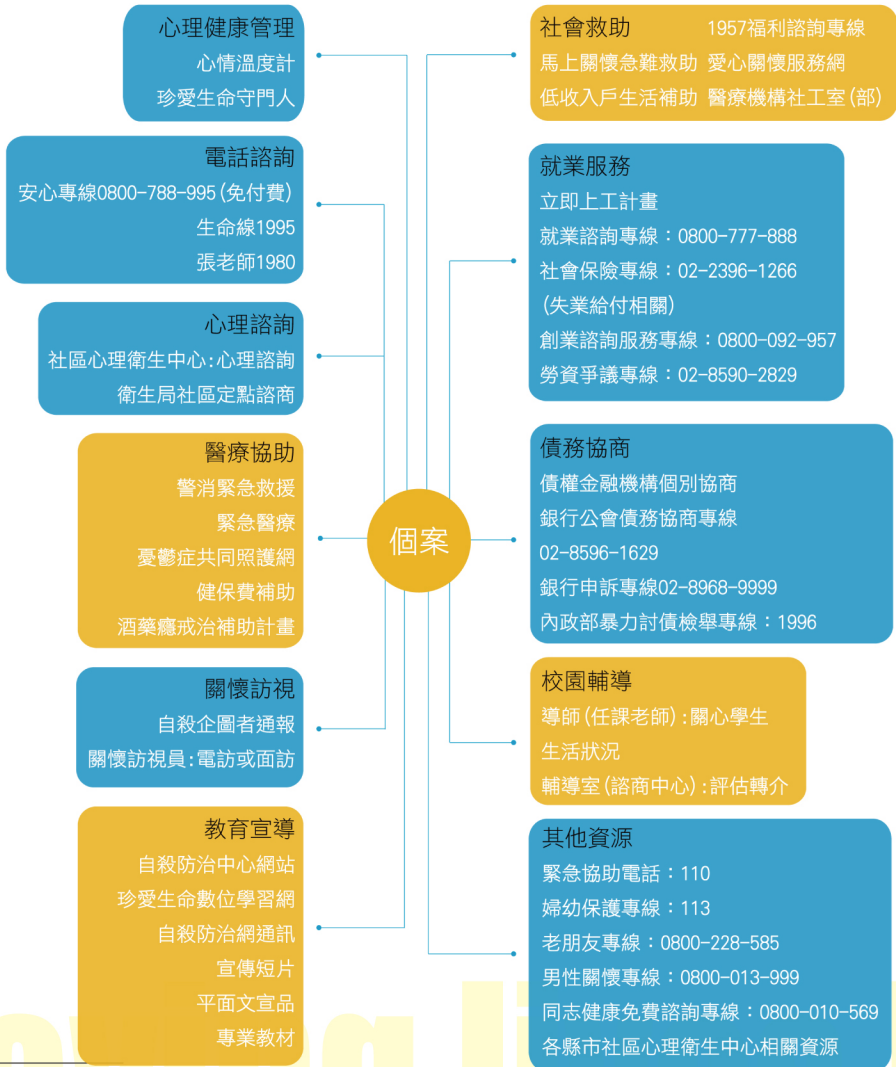 心理健康管理
心情溫度計
珍愛生命守門人
電話諮詢
安心專線0800-788-995(免付費)
生命線1995
張老師1980
心理諮詢
社區心理衛生中心:心理諮詢
衛生局社區定點諮商
醫療協助
警消緊急救援
緊急醫療
憂鬱症共同照護網
健保費補助
酒藥癮戒治補助計畫
關懷訪視
自殺企圖者通報
關懷訪視員:電訪或面訪
教育宣導
自殺防治中心網站
珍愛生命數位學習網
自殺防治網通訊
宣傳短片
平面文宣品
專業教材
個案
社會救助 1957福利諮詢專線
馬上關懷急難救助 愛心關懷服務網
低收入戶生活補助 醫療機構社工室(部)
就業服務
立即上工計畫
就業諮詢專線：0800-777-888
社會保險專線：02-2396-1266
(失業給付相關)
創業諮詢服務專線：0800-092-957
勞資爭議專線：02-8590-2829
債務協商
債權金融機構個別協商
銀行公會債務協商專線
02-8596-1629
銀行申訴專線02-8968-9999
內政部暴力討債檢舉專線：1996
校園輔導
導師(任課老師):關心學生
生活狀況
輔導室(諮商中心):評估轉介
其他資源
緊急協助電話：110
婦幼保護專線：113
老朋友專線：0800-228-585
男性關懷專線：0800-013-999
同志健康免費諮詢專線：0800-010-569
各縣市社區心理衛生中心相關資源